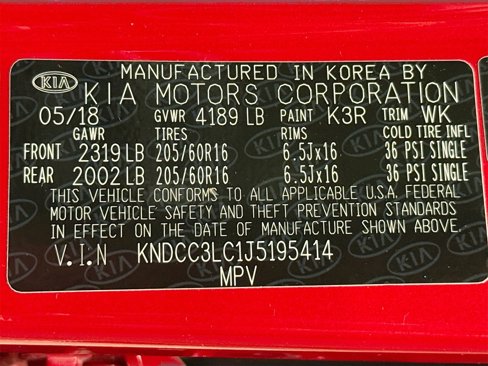 KIA MANUFACTURED IN KOREA BY
KIA MOTORS CORPORATION
05/18 GVWR 4189 LB PAINT K3R TRIM WK
GAWR TIRES RIMS COLD TIRE INFL
FRONT 2319 LB 205/60R16 6.5Jx16 36 PSI SINGLE
REAR 2002 LB 205/60R16 6.5Jx16 36 PSI SINGLE
THIS VEHICLE CONFORMS TO ALL APPLICABLE U.S.A. FEDERAL
MOTOR VEHICLE SAFETY AND THEFT PREVENTION STANDARDS
IN EFFECT ON THE DATE OF MANUFACTURE SHOWN ABOVE.
V.I.N KNDCC3LC1J5195414
MPV